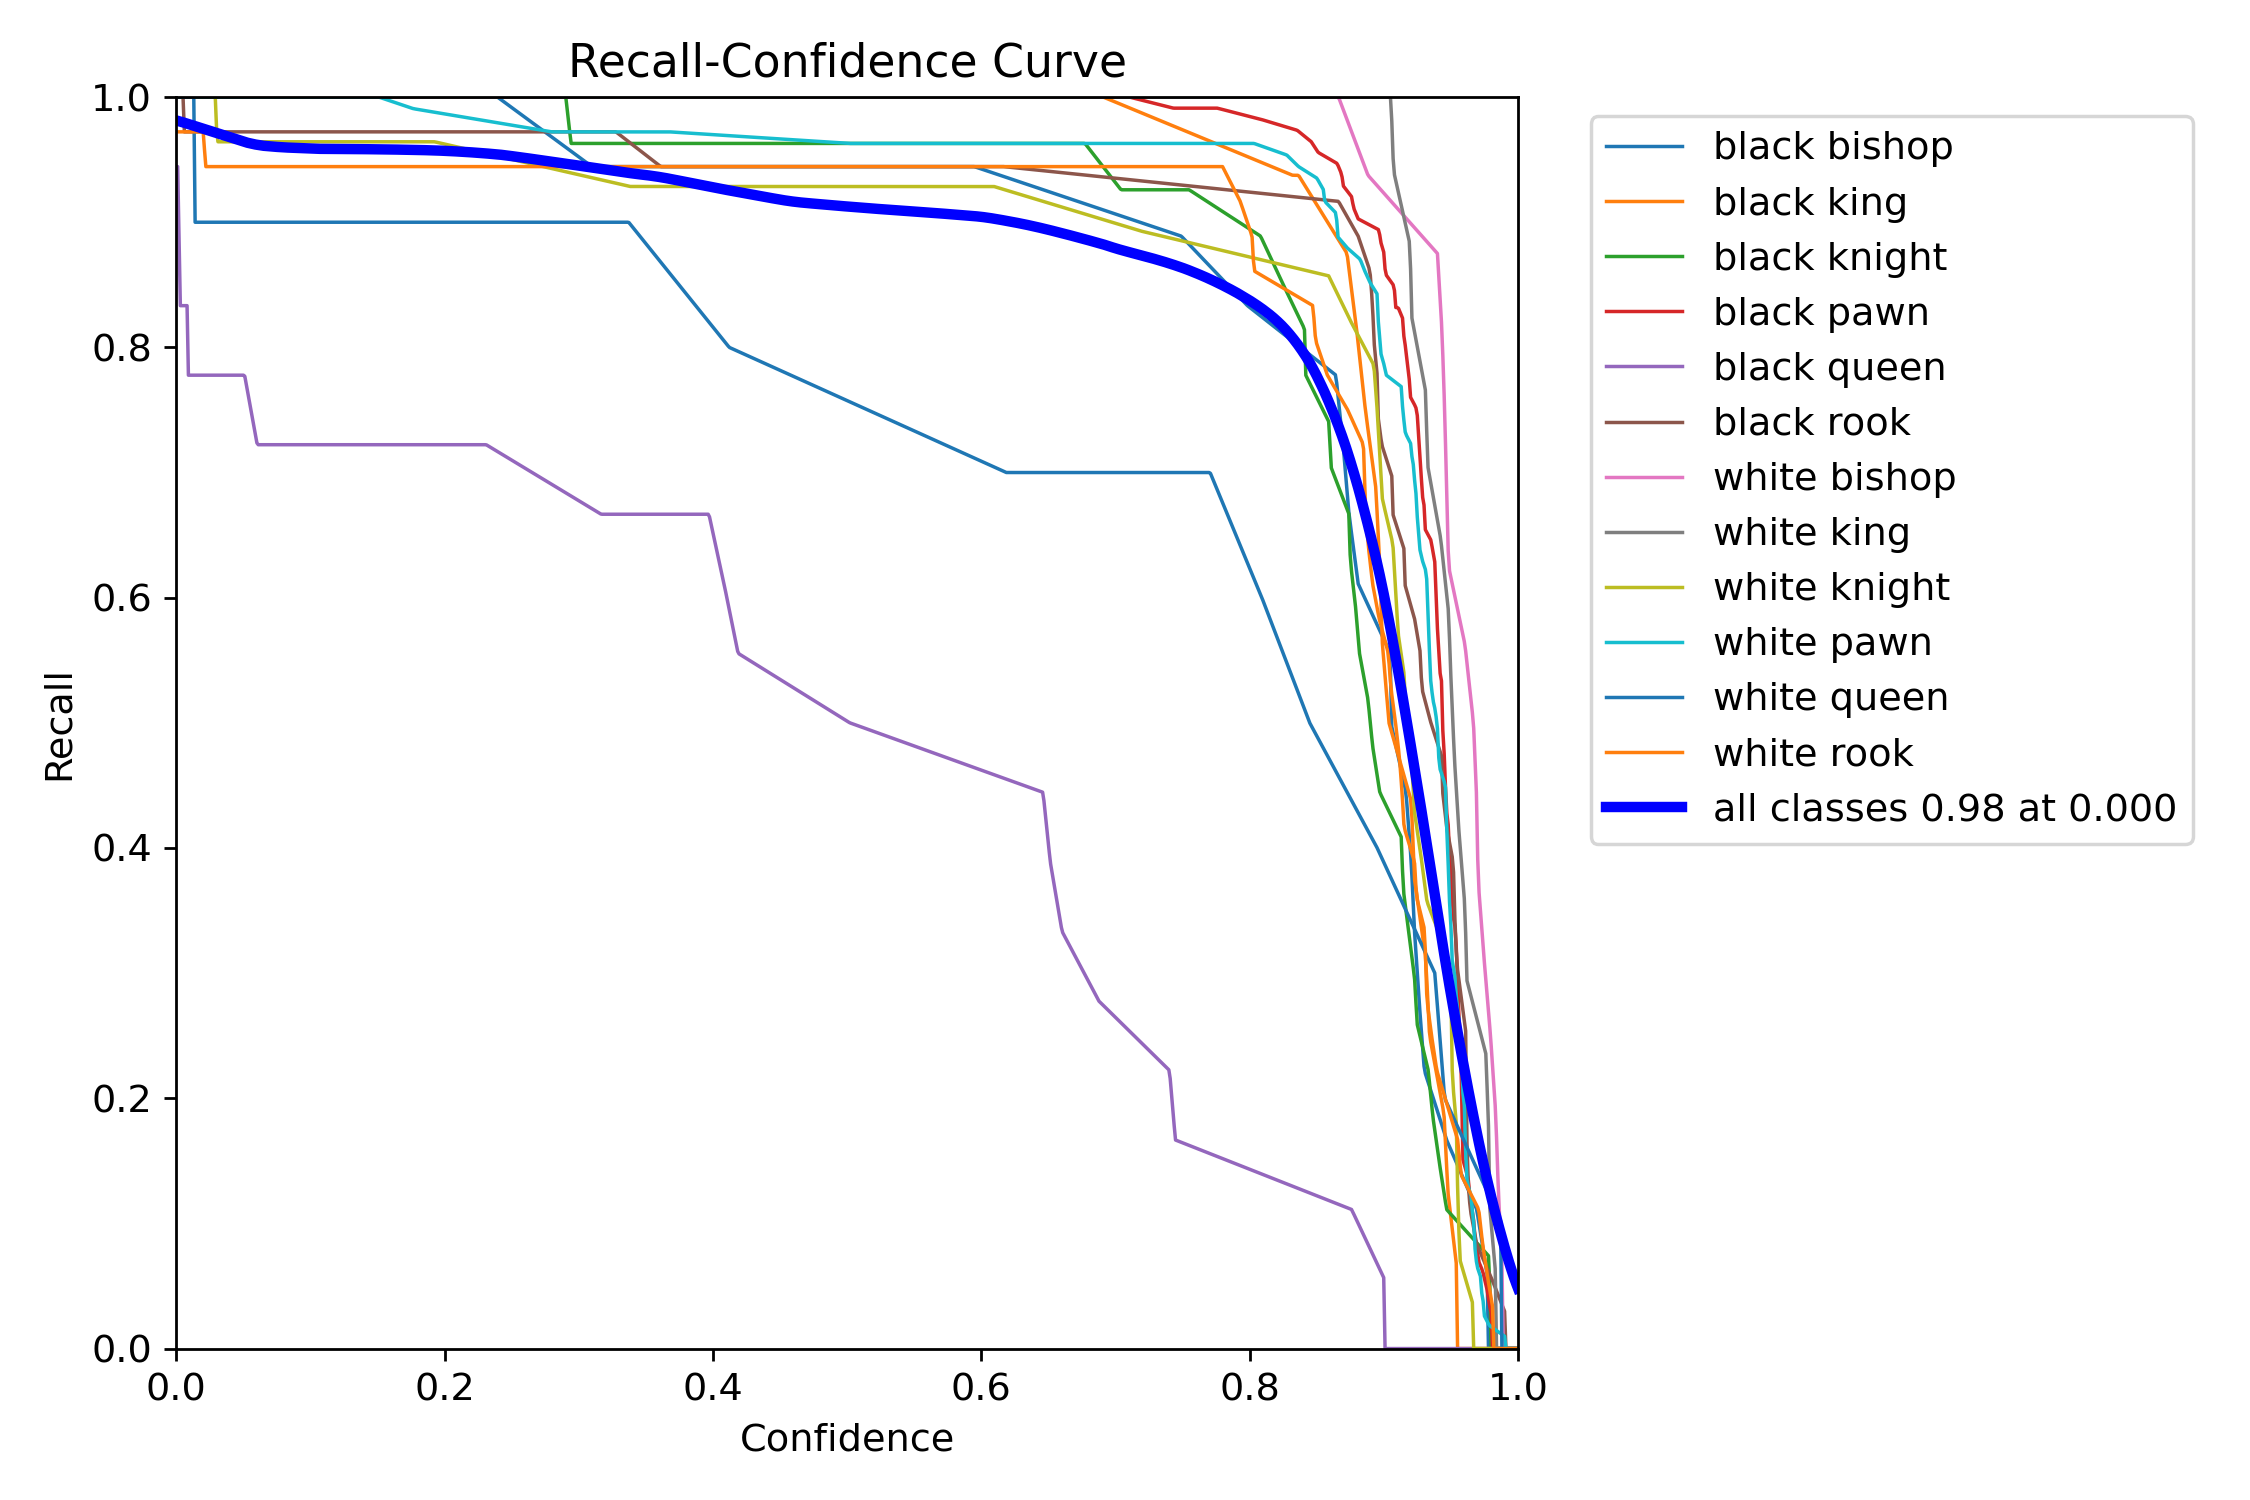 Recall-Confidence Curve
1.0
0.8
0.6
0.4
0.2
0.0
Recall
0.0 0.2 0.4 0.6 0.8 1.0
Confidence
black bishop
black king
black knight
black pawn
black queen
black rook
white bishop
white king
white knight
white pawn
white queen
white rook
all classes 0.98 at 0.000